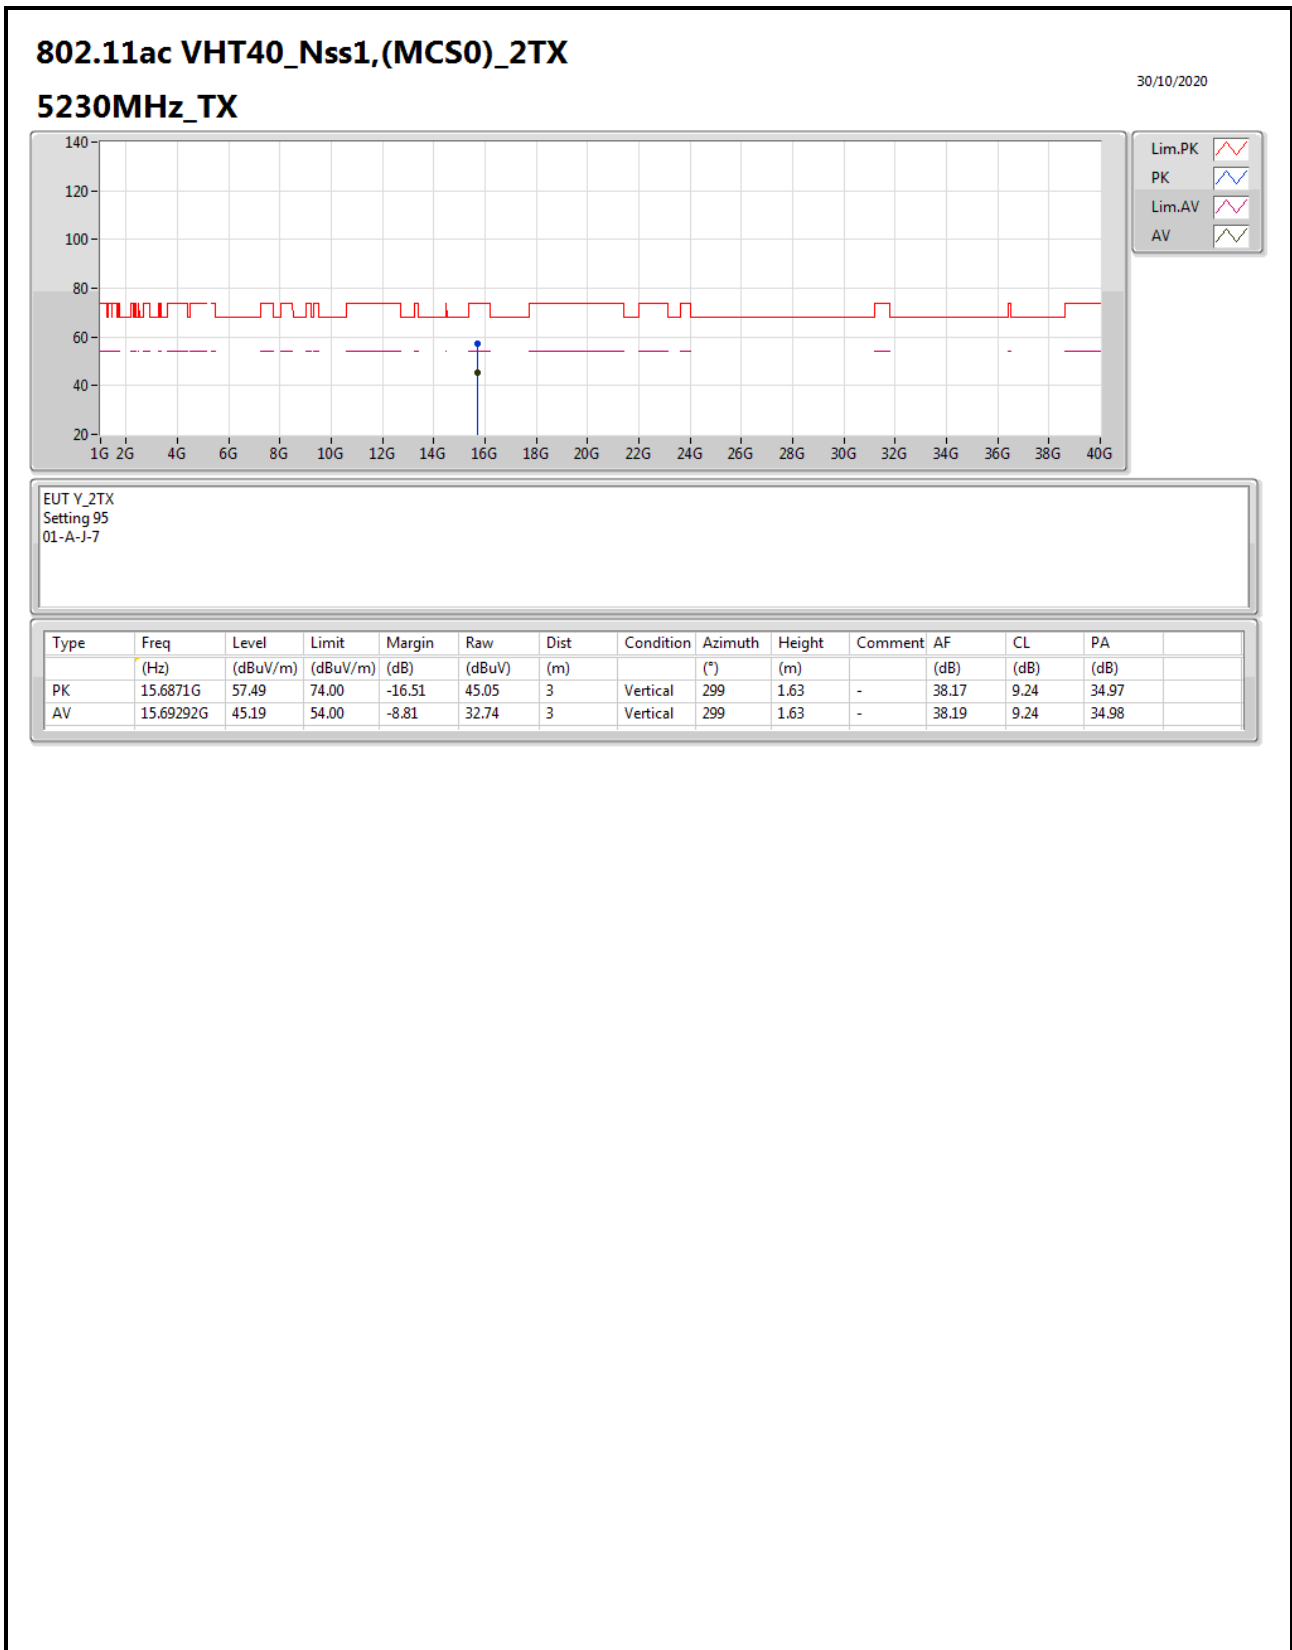 802.11ac VHT40_Nss1,(MCS0)_2TX
30/10/2020
5230MHz_TX
140
120
100
80
60
40
20
1G 2G 4G 6G 8G 10G 12G 14G 16G 18G 20G 22G 24G 26G 28G 30G 32G 34G 36G 38G 40G
Lim.PK
PK
Lim.AV
AV
EUT Y_2TX
Setting 95
01-A-J-7
Type Freq Level Limit Margin Raw Dist Condition Azimuth Height Comment AF CL PA
(Hz) (dBuV/m) (dBuV/m) (dB) (dBuV) (m) (°) (m) (dB) (dB) (dB)
PK 15.6871G 57.49 74.00 -16.51 45.05 3 Vertical 299 1.63 - 38.17 9.24 34.97
AV 15.69292G 45.19 54.00 -8.81 32.74 3 Vertical 299 1.63 - 38.19 9.24 34.98